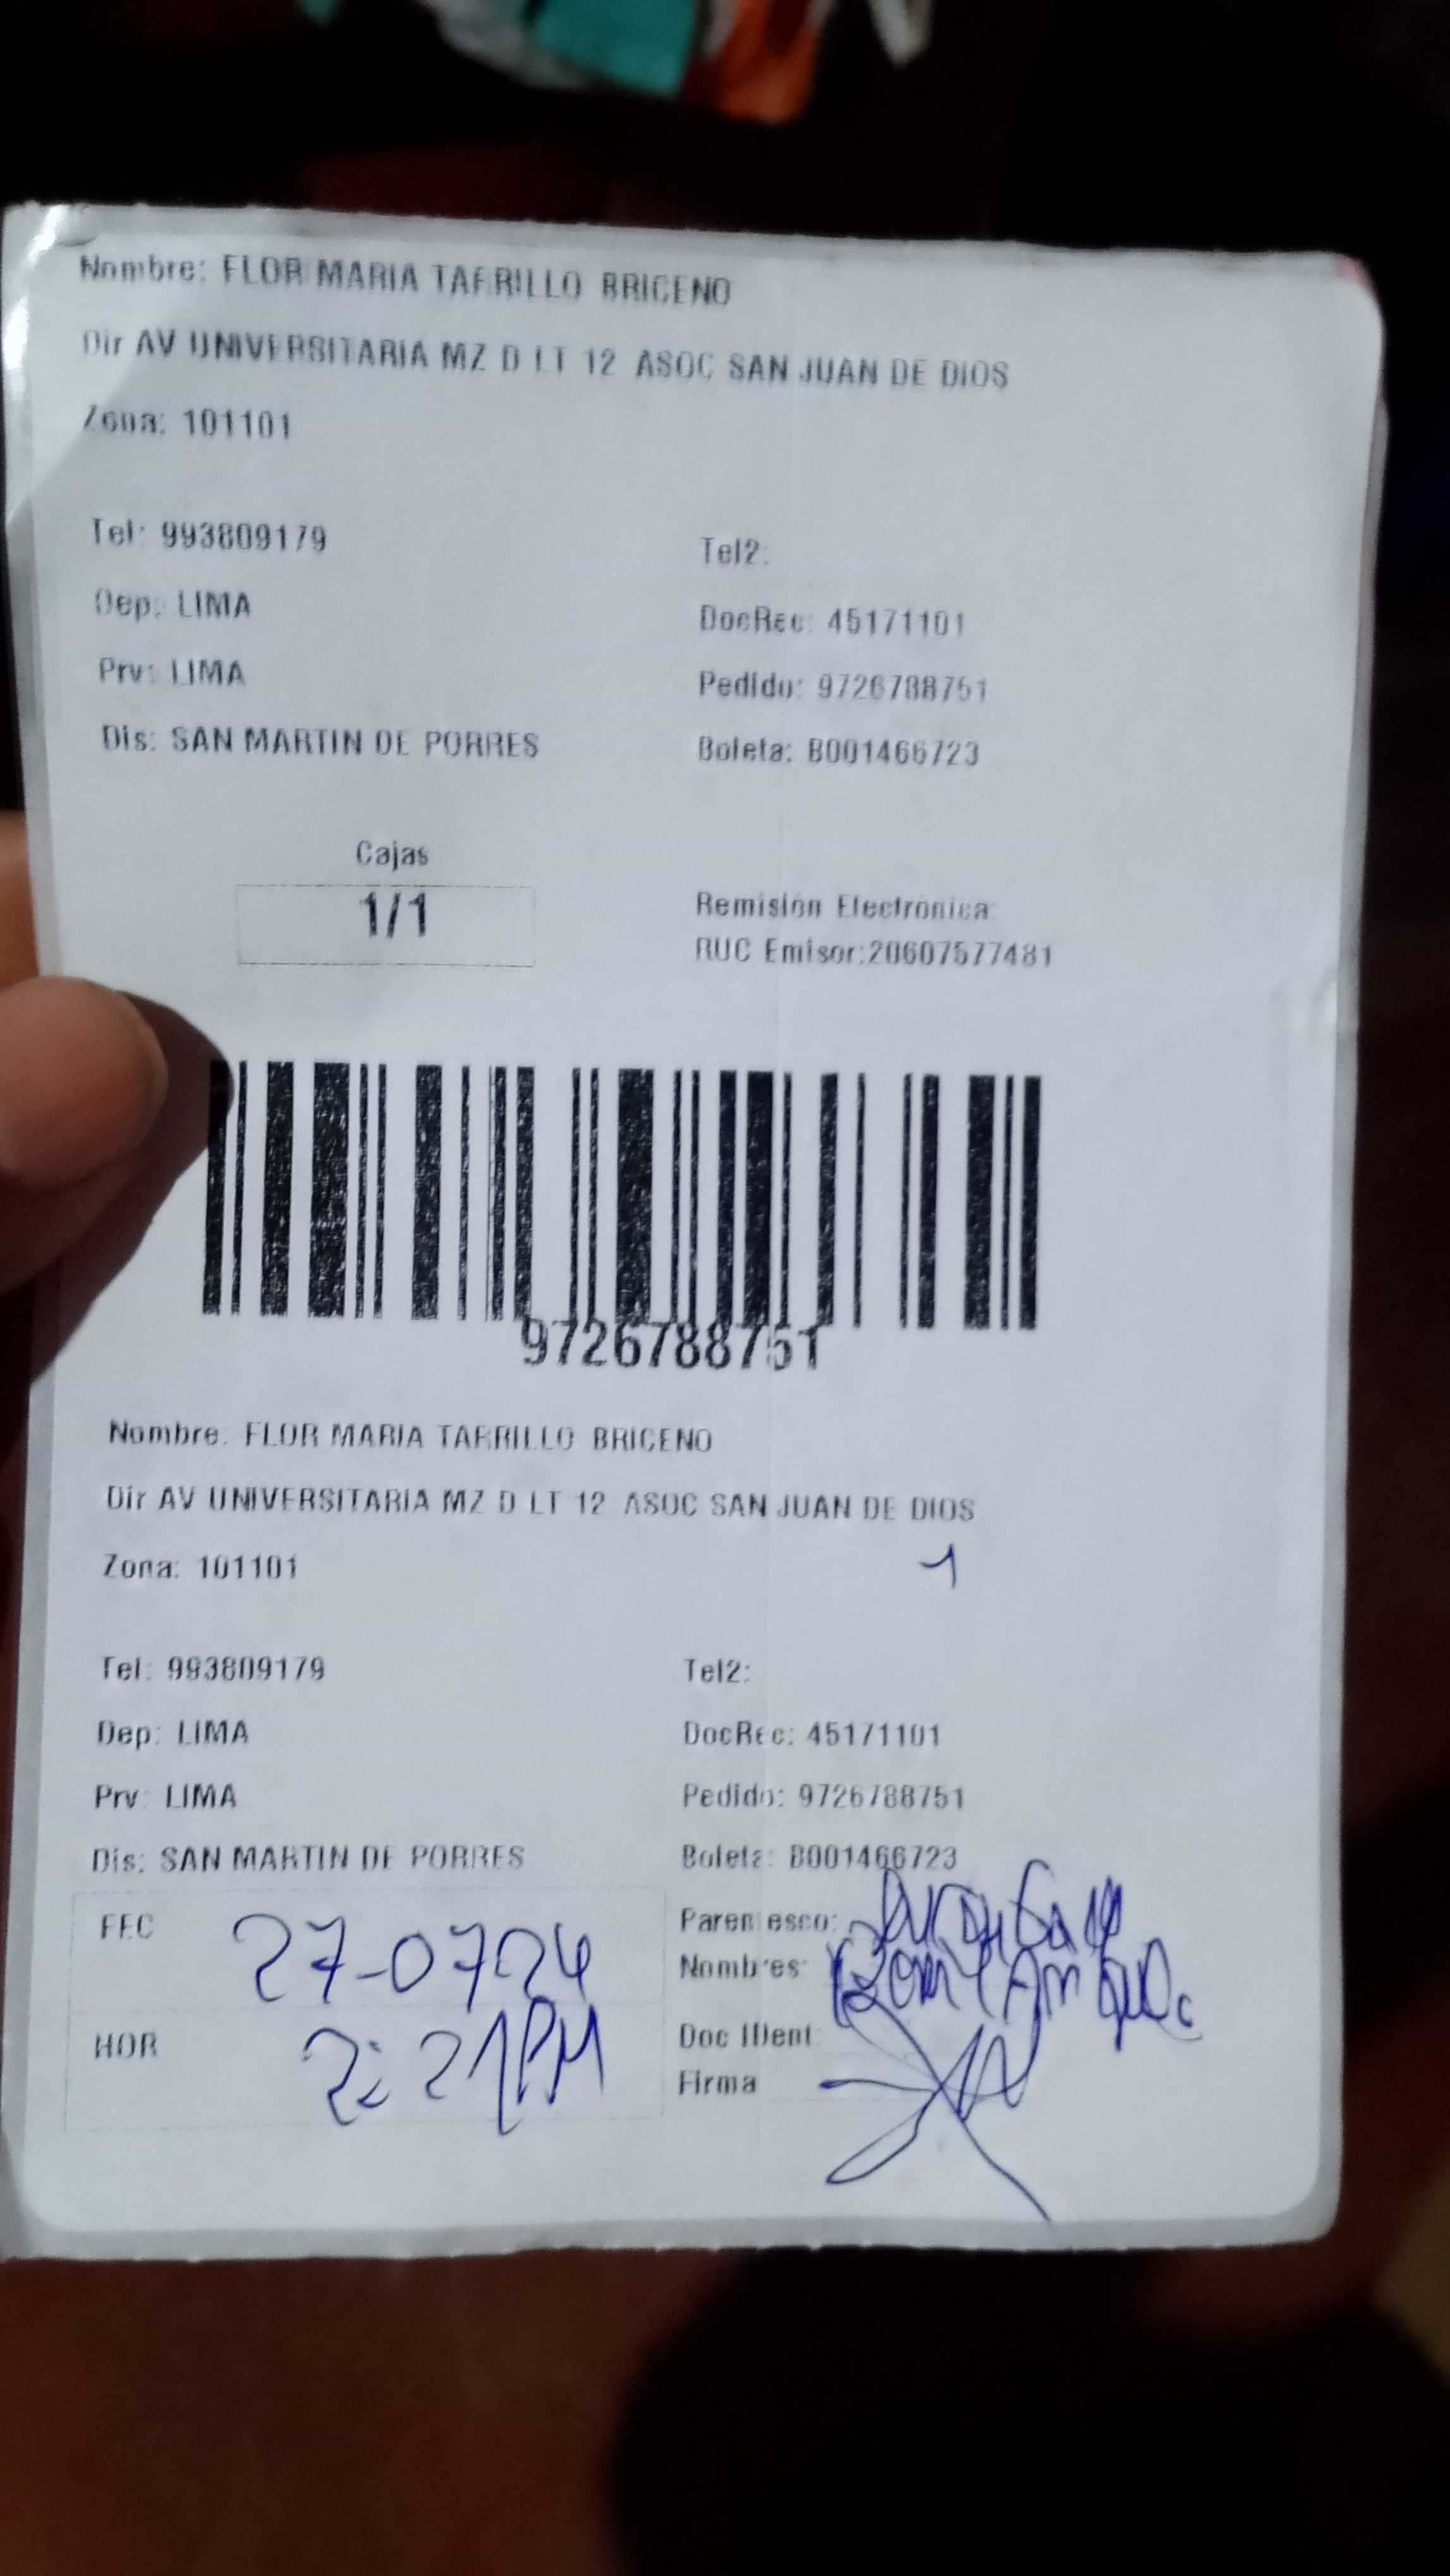 Nombre: FLOR MARIA TARRILLO BRICENO
Dir AV UNIVERSITARIA MZ D LT 12 ASOC SAN JUAN DE DIOS
Zona: 101101
Tel: 993809179 Tel2:
Dep: LIMA DocRec: 45171101
Prv: LIMA Pedido: 9726788751
Dis: SAN MARTIN DE PORRES Boleta: B001466723
Cajas
1/1
Remisión Electrónica:
RUC Emisor:20607577481
9726788751
Nombre: FLOR MARIA TARRILLO BRICENO
Dir AV UNIVERSITARIA MZ D LT 12 ASOC SAN JUAN DE DIOS
1
Zona: 101101
Tel: 993809179 Tel2:
Dep: LIMA DocRec: 45171101
Prv: LIMA Pedido: 9726788751
Dis: SAN MARTIN DE PORRES Boleta: B001466723
FEC 27-0724
HOR 2:21PM
Parentesco:
Nombres:
Doc IDent:
Firma